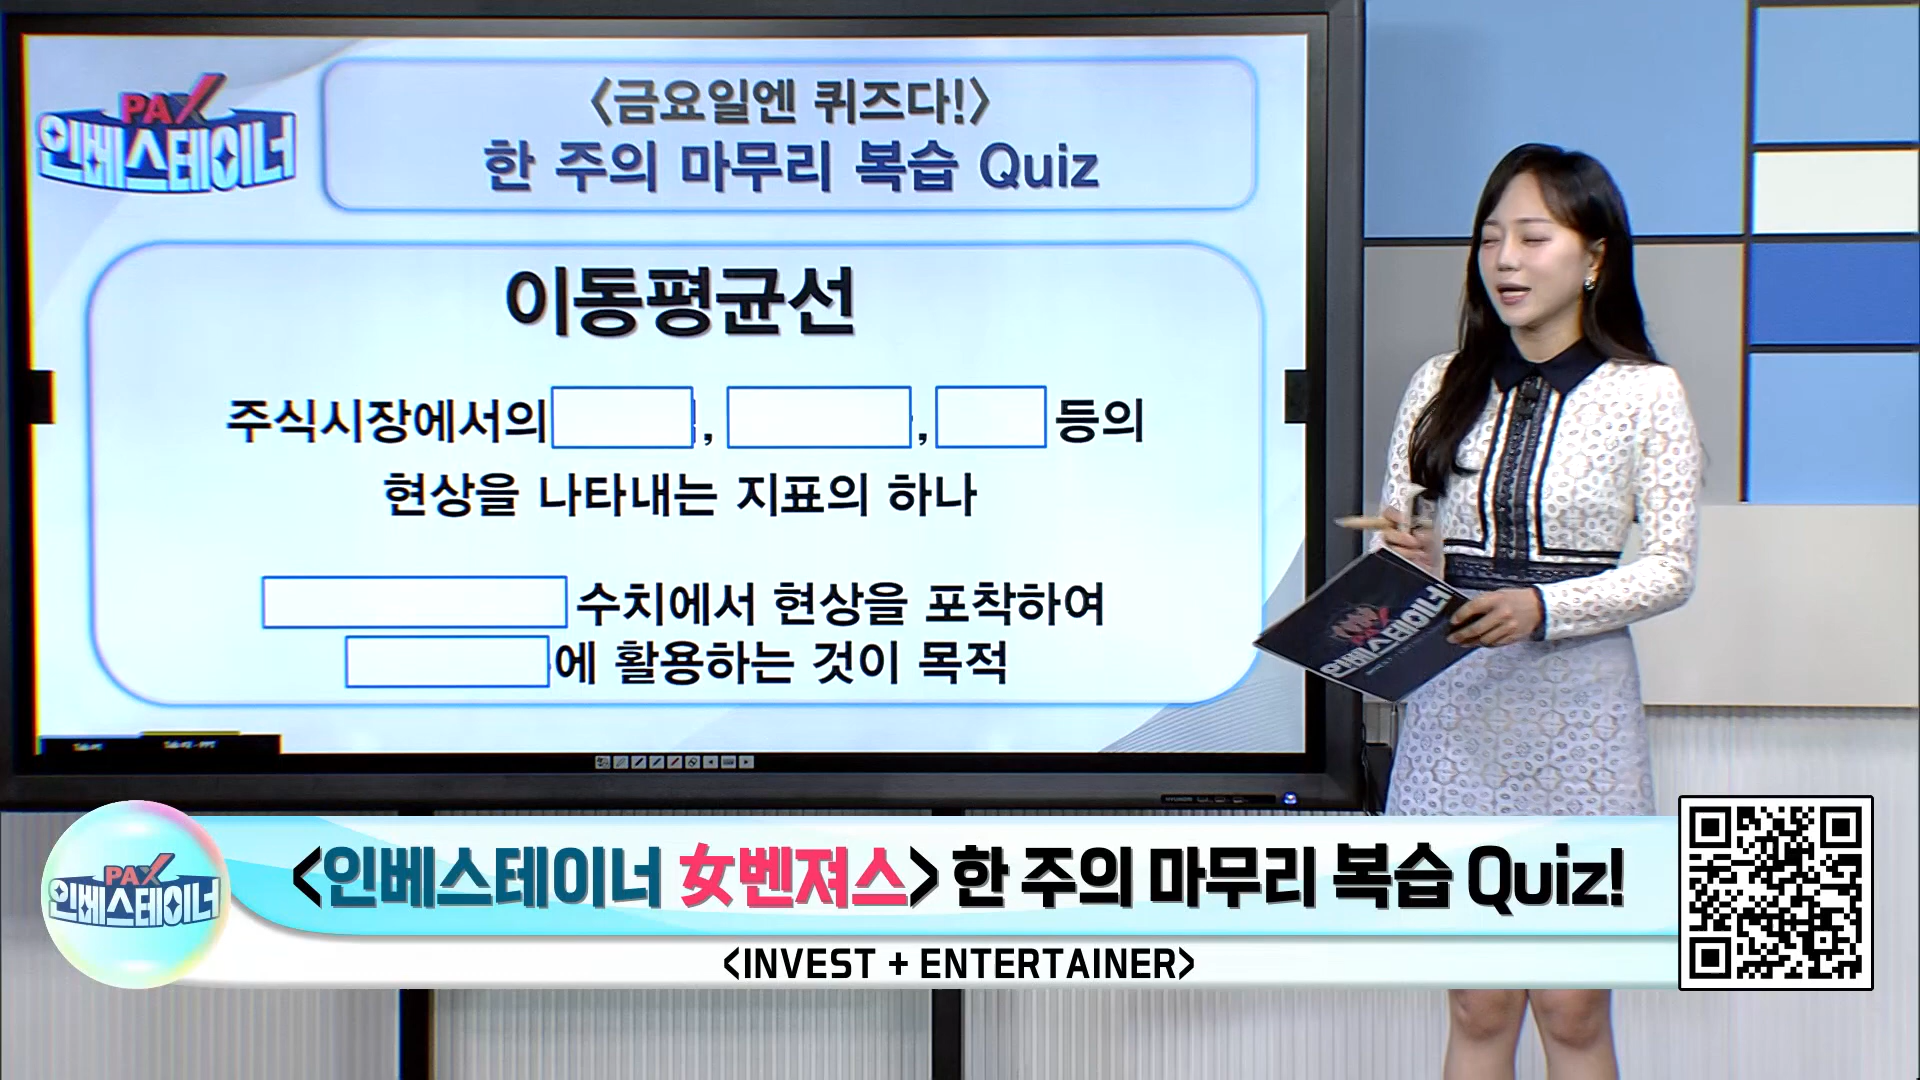 PAX
인베스테이너
<금요일엔 퀴즈다!>
한 주의 마무리 복습 Quiz
이동평균선
주식시장에서의 , , 등의
현상을 나타내는 지표의 하나
수치에서 현상을 포착하여
에 활용하는 것이 목적
인베스테이너
PAX
인베스테이너
<인베스테이너 女벤져스> 한 주의 마무리 복습 Quiz!
<INVEST + ENTERTAINER>